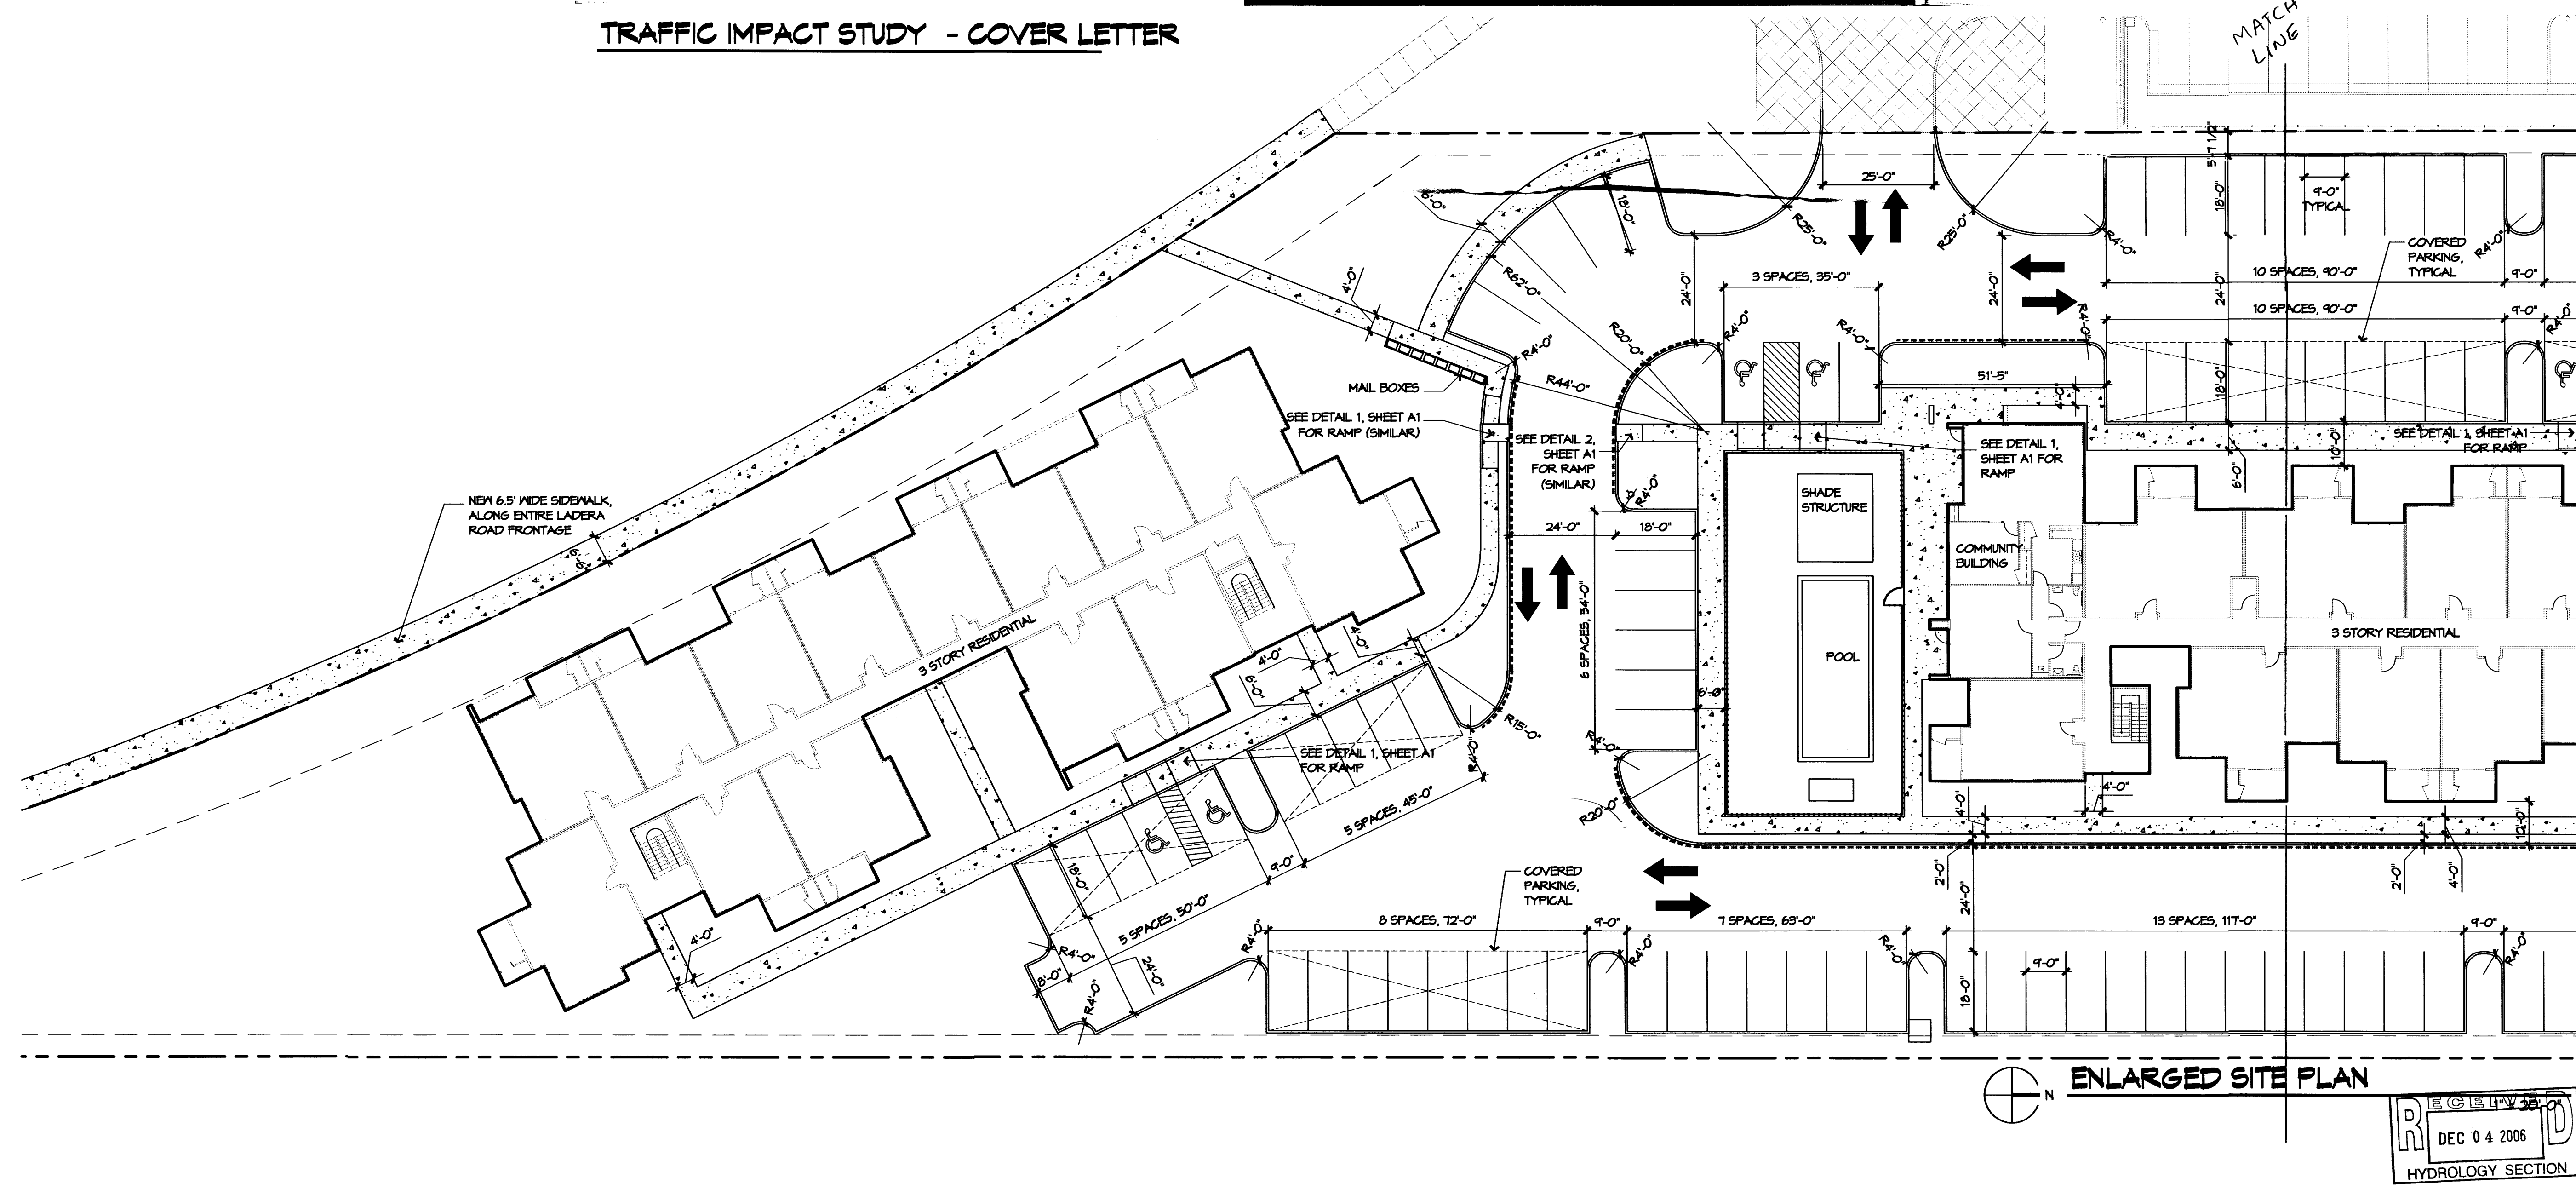 TRAFFIC IMPACT STUDY - COVER LETTER
MATCH
LINE
5'-7 1/2"
25'-0"
6'-0"
18'-0"
R25'-0"
R25'-0"
R4'-0"
18'-0"
9'-0"
TYPICAL
R4'-0"
COVERED
PARKING,
TYPICAL
4'-0"
R62'-0"
24'-0"
3 SPACES, 35'-0"
24'-0"
24'-0"
10 SPACES, 90'-0"
9'-0"
10 SPACES, 90'-0"
9'-0"
R4'-0"
R20'-0"
R4'-0"
R4'-0"
R4'-0"
R4'-0"
R44'-0"
51'-5"
4'-0"
18'-0"
MAIL BOXES
SEE DETAIL 1, SHEET A1
FOR RAMP (SIMILAR)
SEE DETAIL 2,
SHEET A1
FOR RAMP
(SIMILAR)
SEE DETAIL 1,
SHEET A1 FOR
RAMP
SEE DETAIL 1, SHEET A1
FOR RAMP
10'-0"
6'-0"
R4'-0"
NEW 6.5' WIDE SIDEWALK,
ALONG ENTIRE LADERA
ROAD FRONTAGE
6'-6"
SHADE
STRUCTURE
24'-0"
18'-0"
COMMUNITY
BUILDING
6 SPACES, 54'-0"
3 STORY RESIDENTIAL
3 STORY RESIDENTIAL
POOL
4'-0"
4'-0"
6'-0"
6'-0"
R15'-0"
R4'-0"
R4'-0"
SEE DETAIL 1, SHEET A1
FOR RAMP
R20'-0"
4'-0"
4'-0"
12'-0"
5 SPACES, 45'-0"
9'-0"
18'-0"
5 SPACES, 50'-0"
COVERED
PARKING,
TYPICAL
2'-0"
24'-0"
2'-0"
4'-0"
4'-0"
R4'-0"
8'-0"
24'-0"
R4'-0"
R4'-0"
8 SPACES, 72'-0"
9'-0"
R4'-0"
7 SPACES, 63'-0"
R4'-0"
13 SPACES, 117'-0"
9'-0"
R4'-0"
9'-0"
18'-0"
N
ENLARGED SITE PLAN
RECEIVED
DEC 04 2006
HYDROLOGY SECTION